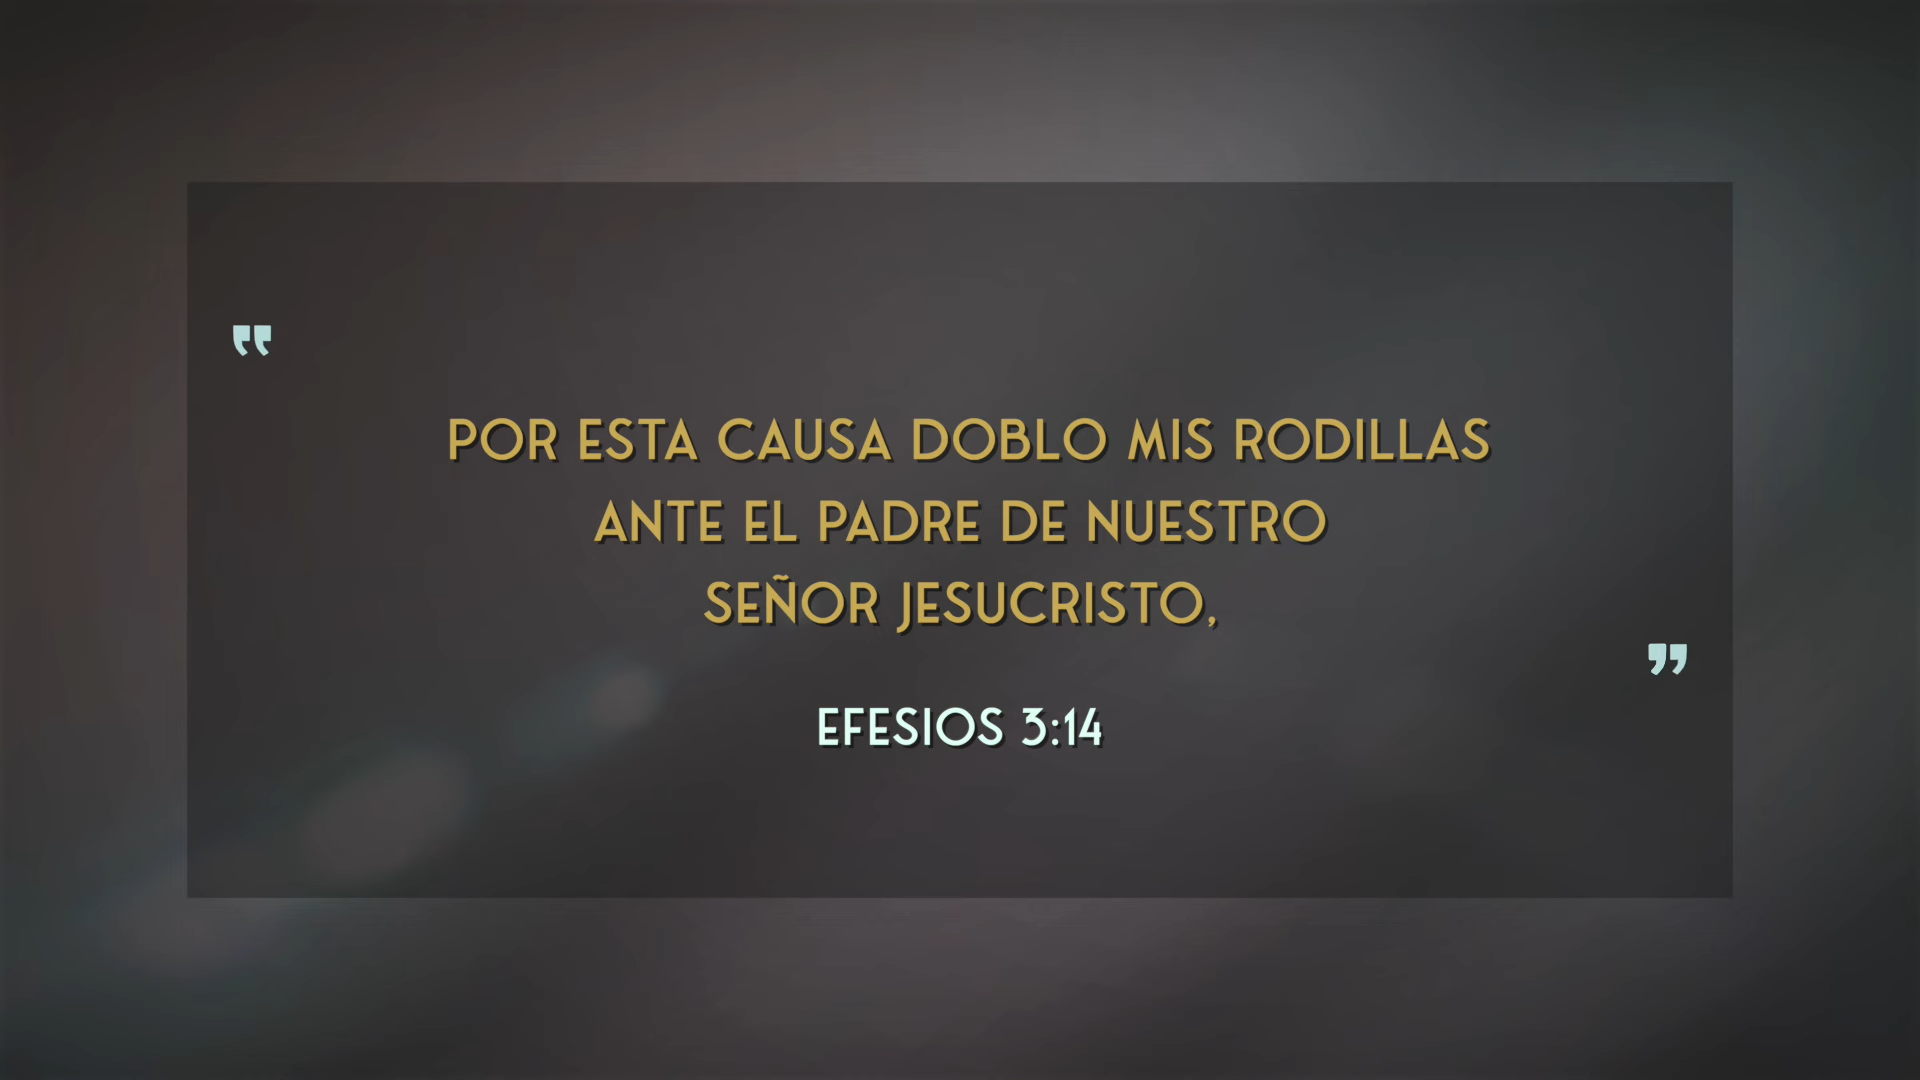 "
POR ESTA CAUSA DOBLO MIS RODILLAS
ANTE EL PADRE DE NUESTRO
SEÑOR JESUCRISTO,
"
EFESIOS 3:14